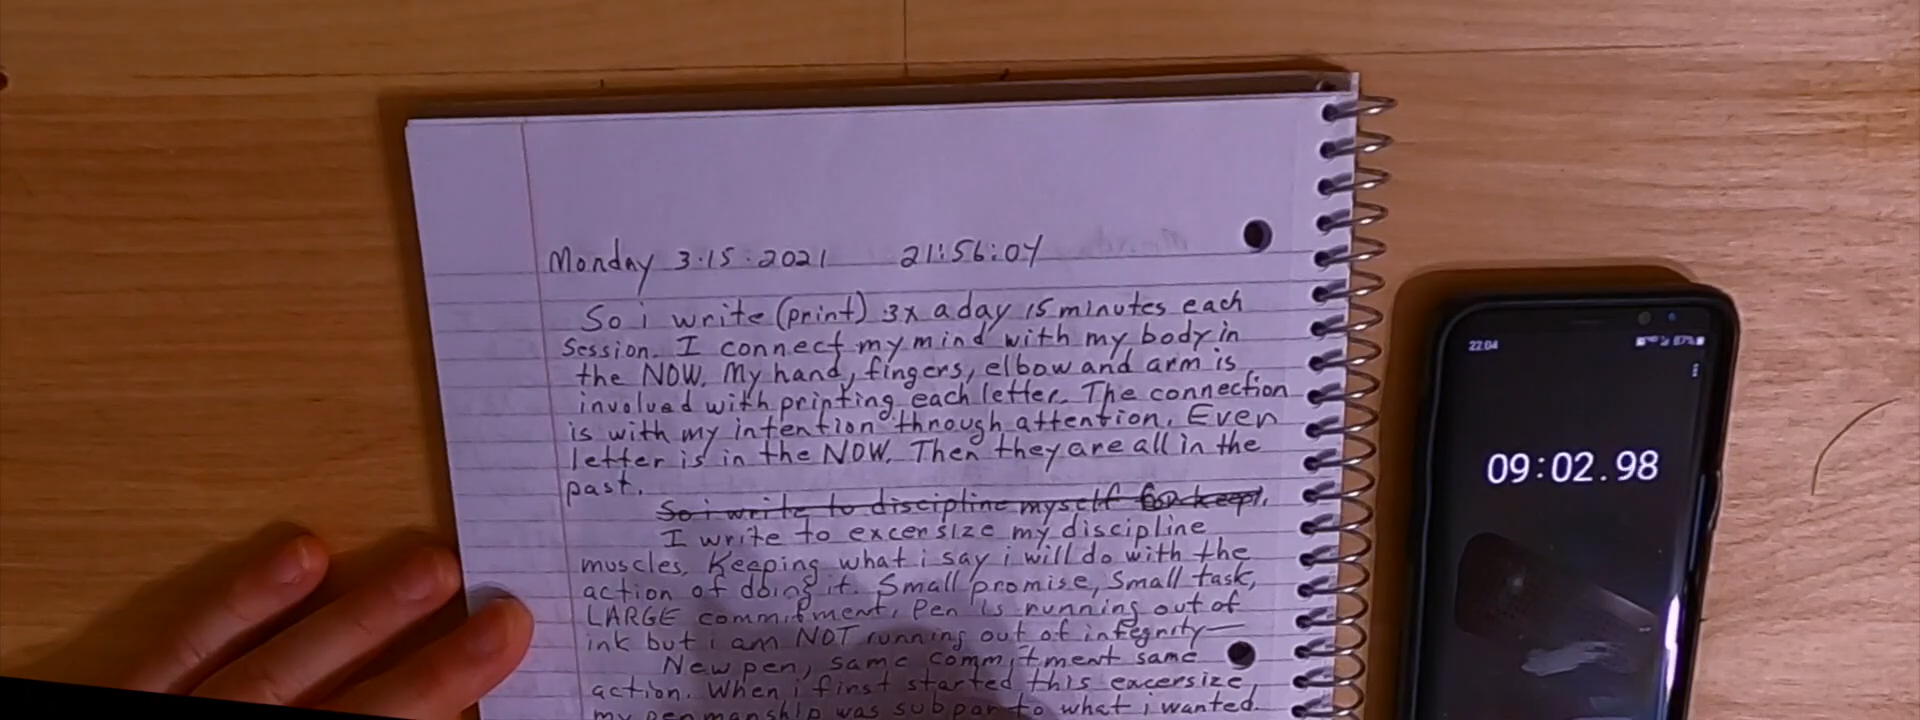 Monday 3.15.2021 21:56:04
So i write (print) 3x a day 15 minutes each
Session. I connect my mind with my body in
the NOW. My hand, fingers, elbow and arm is
involved with printing each letter. The connection
is with my intention through attention. Even
letter is in the NOW. Then they are all in the
past.
So i write to discipline myself
I write to excersize my discipline
muscles. Keeping what i say i will do with the
action of doing it. Small promise, Small task,
LARGE commitment. Pen is running out of
ink but i am NOT running out of integrity—
New pen, same commitment same
action. When i first started this excersize
my penmanship was subpar to what i wanted.
22:04 87%
09:02.98